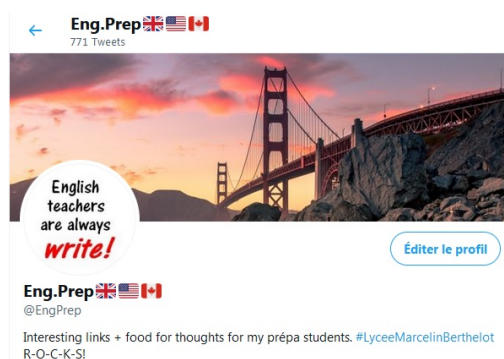 Eng.Prep🇬🇧🇺🇸🇨🇦
771 Tweets
English
teachers
are always
write!
Éditer le profil
Eng.Prep🇬🇧🇺🇸🇨🇦
@EngPrep
Interesting links + food for thoughts for my prépa students. #LyceeMarcelinBerthelot
R-O-C-K-S!